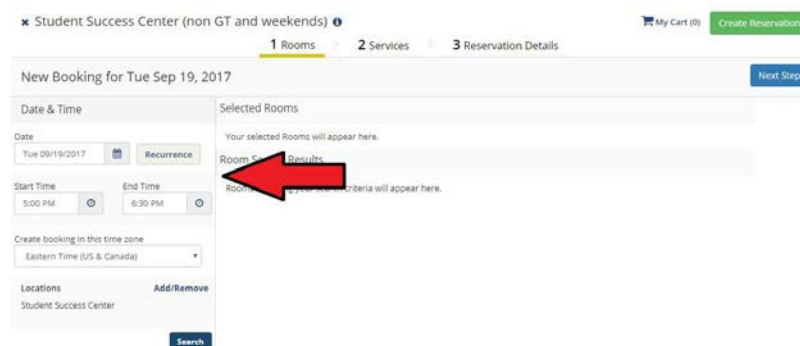 × Student Success Center (non GT and weekends)
My Cart (0)
Create Reservation
1 Rooms 2 Services 3 Reservation Details
New Booking for Tue Sep 19, 2017
Next Step
Date & Time
Selected Rooms
Date
Your selected Rooms will appear here.
Tue 09/19/2017 Recurrence
Room Results
Start Time End Time
Rooms criteria will appear here.
5:00 PM 6:30 PM
Create booking in this time zone
Eastern Time (US & Canada)
Locations Add/Remove
Student Success Center
Search